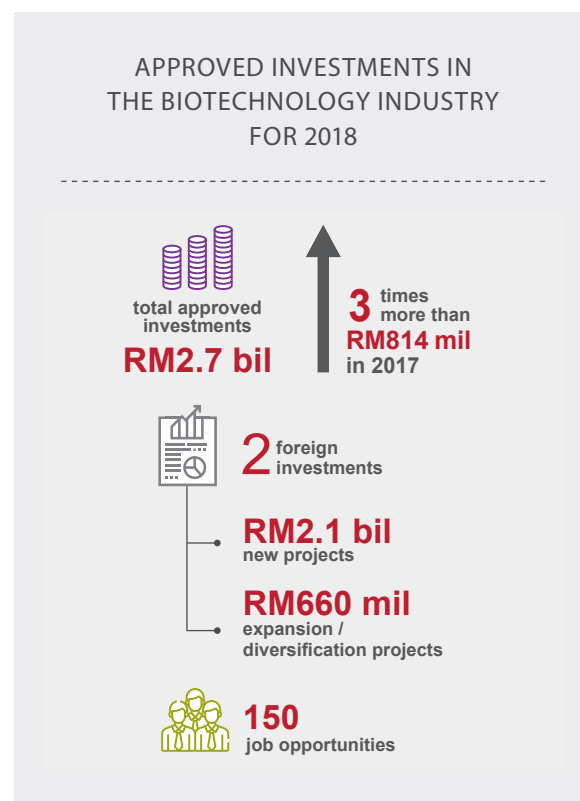 APPROVED INVESTMENTS IN
THE BIOTECHNOLOGY INDUSTRY
FOR 2018
total approved
investments
RM2.7 bil
3 times
more than
RM814 mil
in 2017
2 foreign
investments
RM2.1 bil
new projects
RM660 mil
expansion /
diversification projects
150
job opportunities